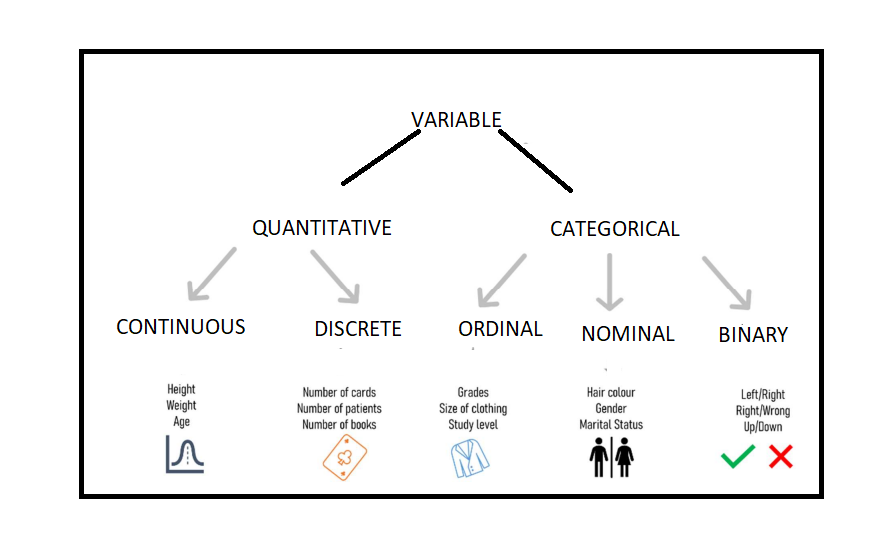 VARIABLE
QUANTITATIVE
CATEGORICAL
CONTINUOUS
DISCRETE
ORDINAL
NOMINAL
BINARY
Height
Weight
Age
Number of cards
Number of patients
Number of books
Grades
Size of clothing
Study level
Hair colour
Gender
Marital Status
Left/Right
Right/Wrong
Up/Down